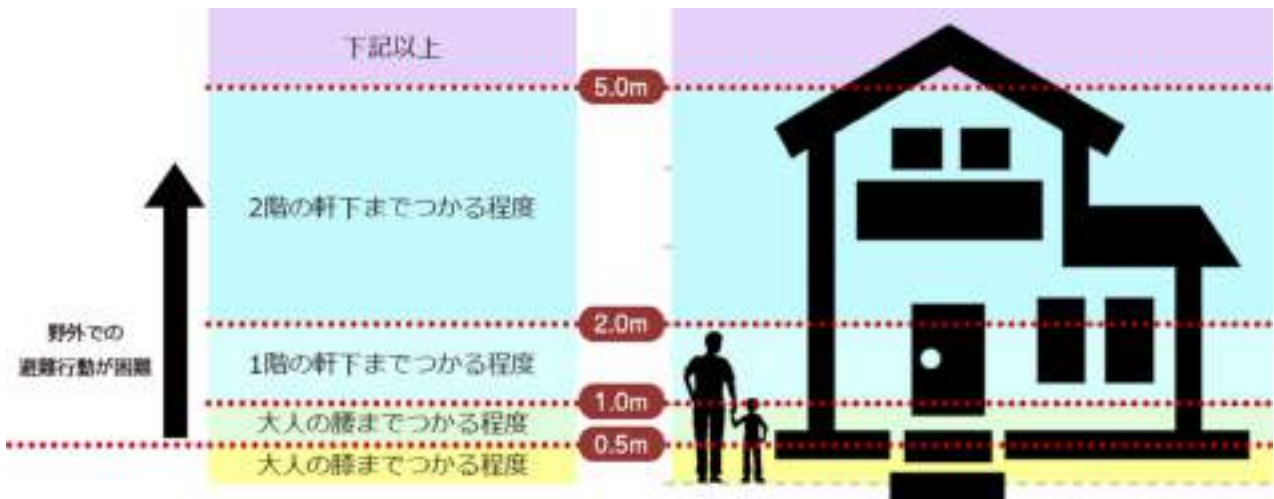 下記以上
5.0m
2階の軒下までつかる程度
2.0m
野外での
避難行動が困難
1階の軒下までつかる程度
1.0m
大人の腰までつかる程度
0.5m
大人の膝までつかる程度